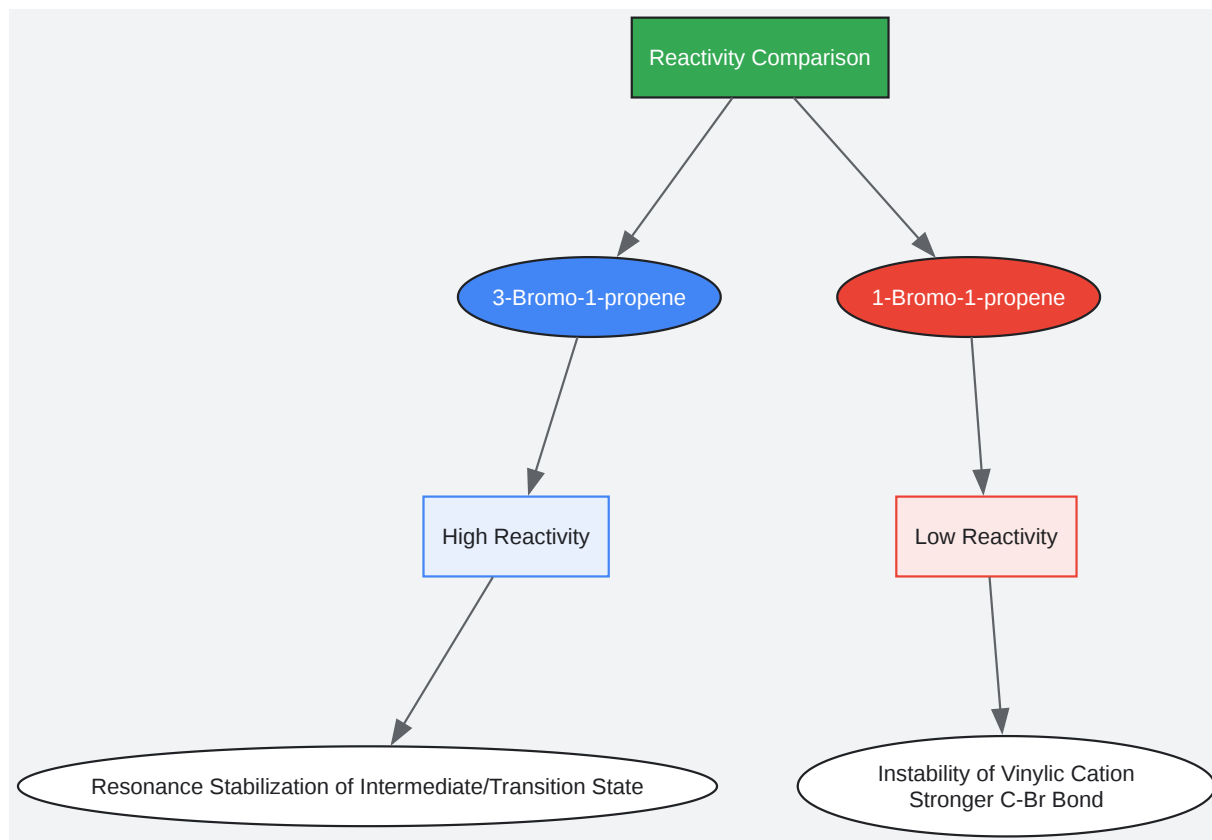 Reactivity Comparison
3-Bromo-1-propene
1-Bromo-1-propene
High Reactivity
Low Reactivity
Resonance Stabilization of Intermediate/Transition State
Instability of Vinylic Cation
Stronger C-Br Bond